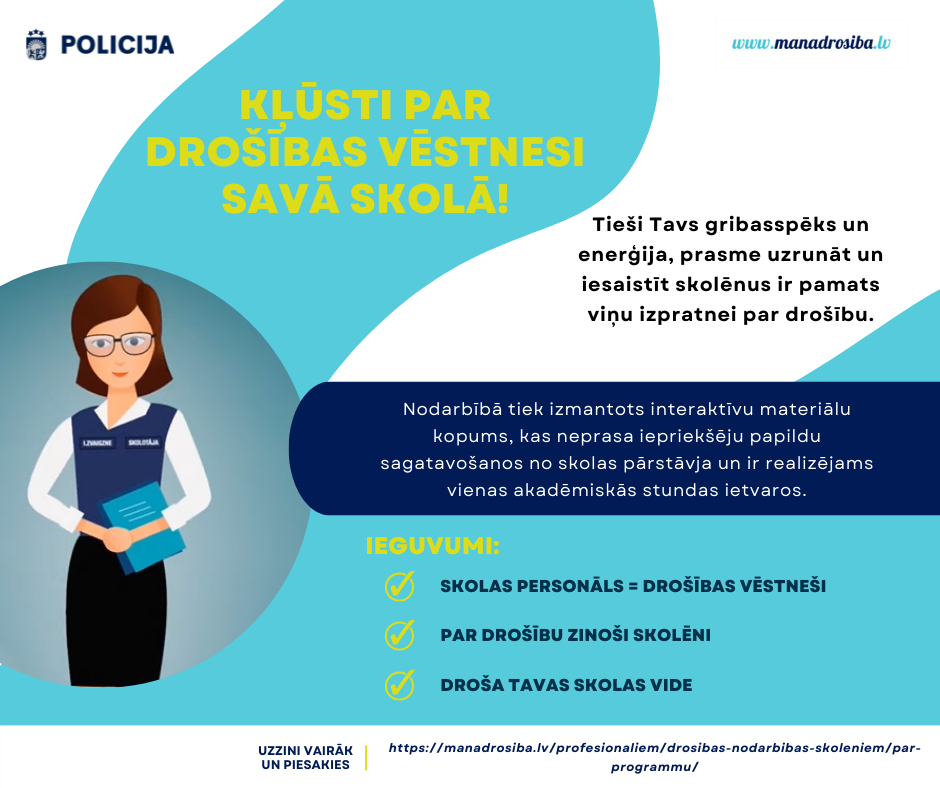 POLICIJA
www.manadrosiba.lv
KĻŪSTI PAR
DROŠĪBAS VĒSTNESI
SAVĀ SKOLĀ!
Tieši Tavs gribasspēks un
enerģija, prasme uzrunāt un
iesaistīt skolēnus ir pamats
viņu izpratnei par drošību.
I.ZVAIGZNE
SKOLOTĀJA
Nodarbībā tiek izmantots interaktīvu materiālu
kopums, kas neprasa iepriekšēju papildu
sagatavošanos no skolas pārstāvja un ir realizējams
vienas akadēmiskās stundas ietvaros.
IEGUVUMI:
SKOLAS PERSONĀLS = DROŠĪBAS VĒSTNEŠI
PAR DROŠĪBU ZINOŠI SKOLĒNI
DROŠA TAVAS SKOLAS VIDE
UZZINI VAIRĀK
UN PIESAKIES
https://manadrosiba.lv/profesionaliem/drosibas-nodarbibas-skoleniem/par-
programmu/